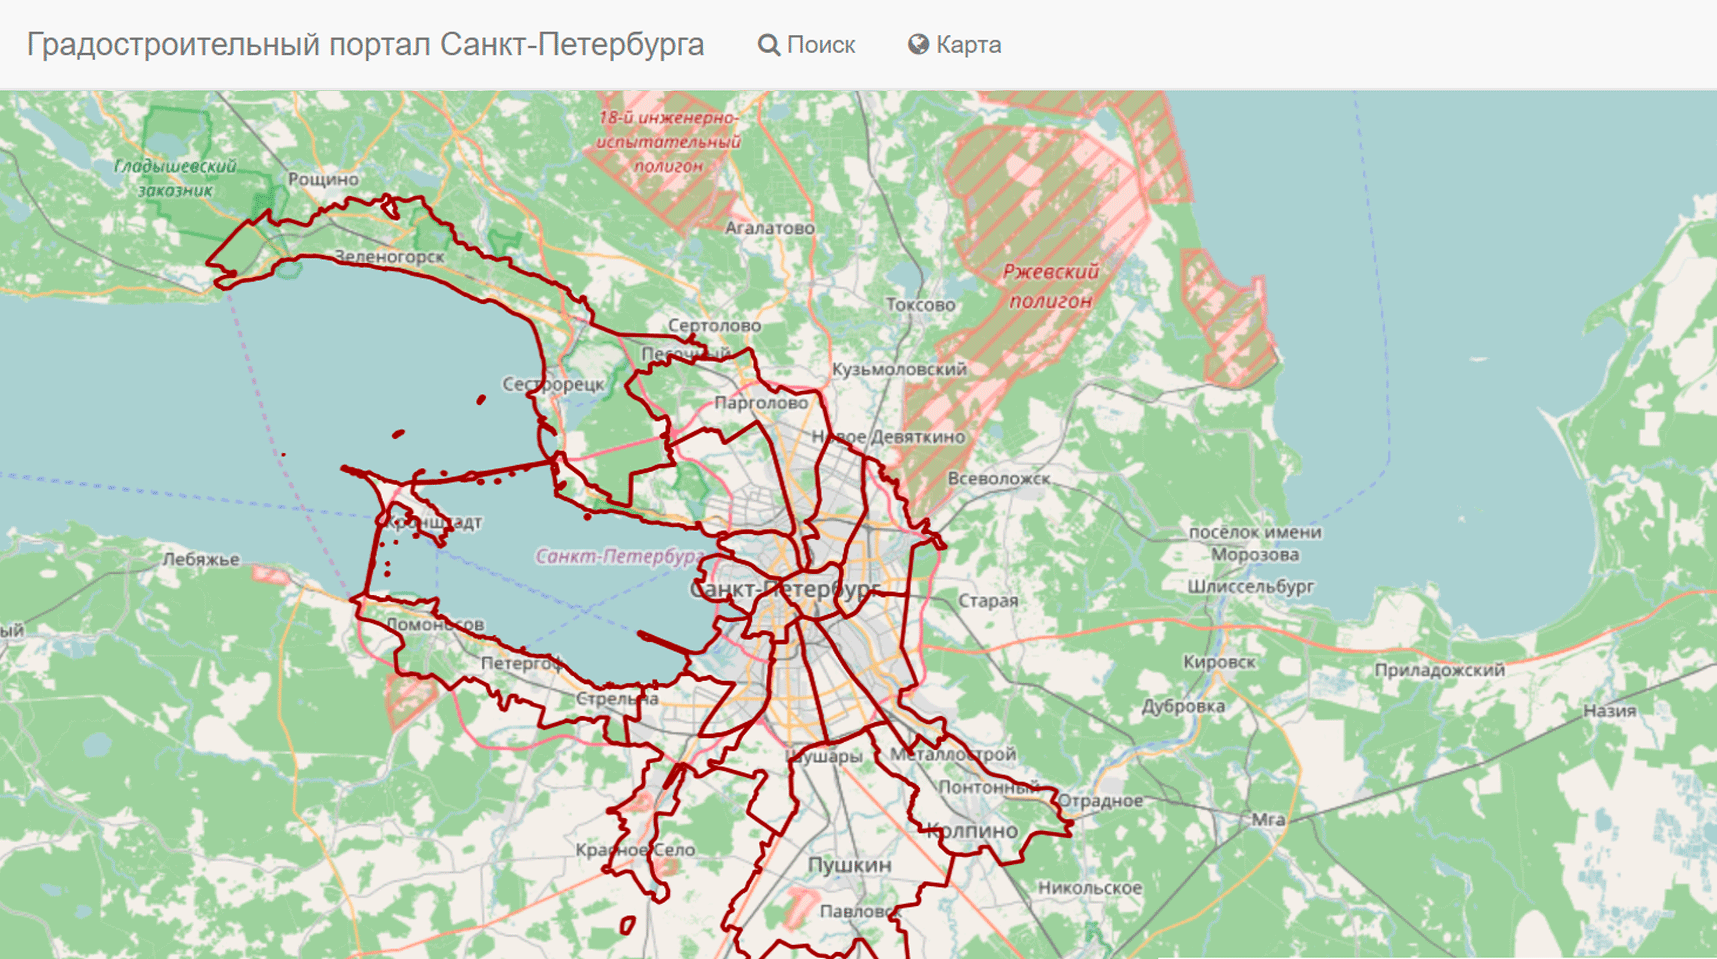 Градостроительный портал Санкт-Петербурга Поиск Карта
18-й инженерно-
испытательный
полигон
Гладышевский
заказник
Рощино
Агалатово
Зеленогорск
Ржевский
полигон
Токсово
Сертолово
Песочный
Кузьмоловский
Сестрорецк
Парголово
Новое Девяткино
Всеволожск
Кронштадт
посёлок имени
Морозова
Санкт-Петербург
Лебяжье
Шлиссельбург
Санкт-Петербург
Старая
Ломоносов
ый
Петергоф
Кировск
Приладожский
Стрельна
Дубровка
Назия
Шушары
Металлострой
Понтонный
Отрадное
Мга
Колпино
Красное Село
Пушкин
Никольское
Павловск